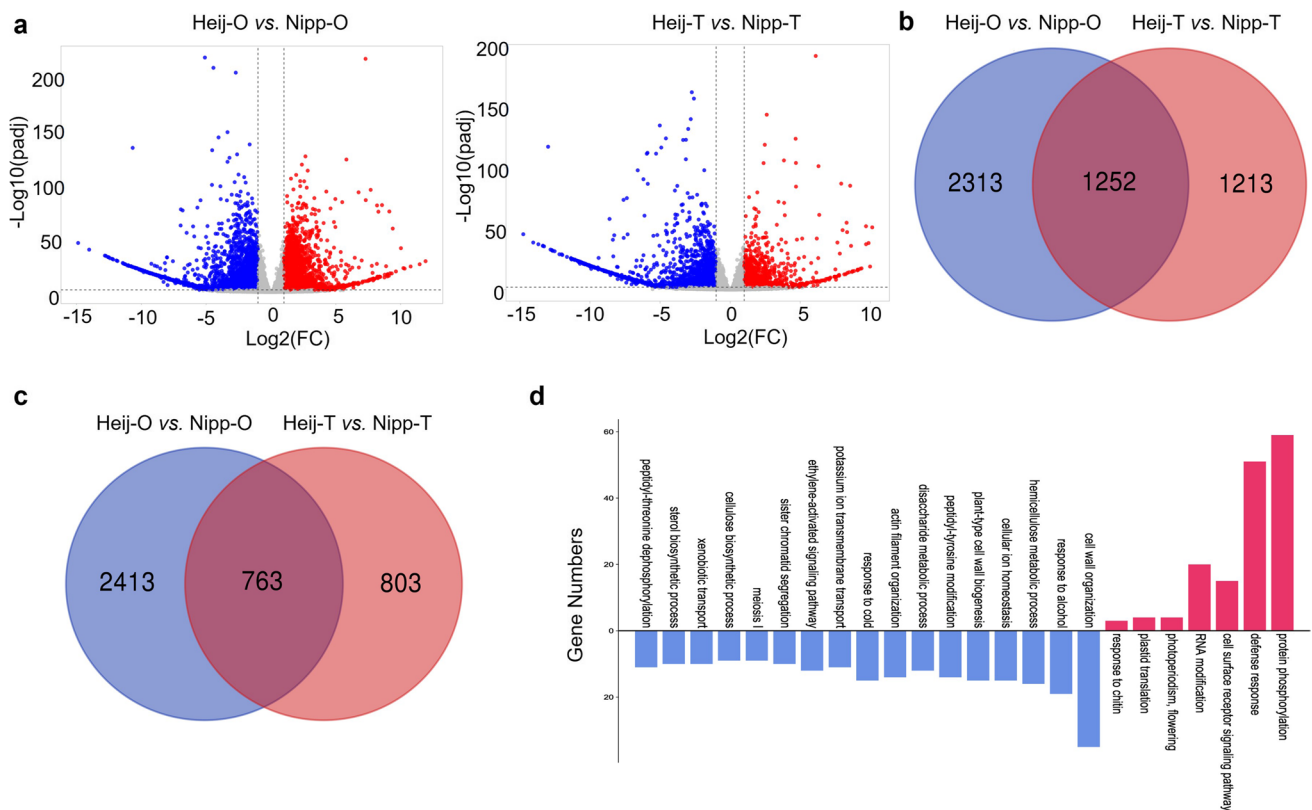 a
Heij-O vs. Nipp-O
Heij-T vs. Nipp-T
-Log10(padj)
200
150
100
50
0
-15
-10
-5
0
5
10
Log2(FC)
-Log10(padj)
200
150
100
50
0
-15
-10
-5
0
5
10
Log2(FC)
b
Heij-O vs. Nipp-O
Heij-T vs. Nipp-T
2313
1252
1213
c
Heij-O vs. Nipp-O
Heij-T vs. Nipp-T
2413
763
803
d
Gene Numbers
60
40
20
0
20
peptidyl-threonine dephosphorylation
sterol biosynthetic process
xenobiotic transport
cellulose biosynthetic process
meiosis I
sister chromatid segregation
ethylene-activated signaling pathway
potassium ion transmembrane transport
response to cold
actin filament organization
disaccharide metabolic process
peptidyl-tyrosine modification
plant-type cell wall biogenesis
cellular ion homeostasis
hemicellulose metabolic process
response to alcohol
cell wall organization
response to chitin
plastid translation
photoperiodism, flowering
RNA modification
cell surface receptor signaling pathway
defense response
protein phosphorylation